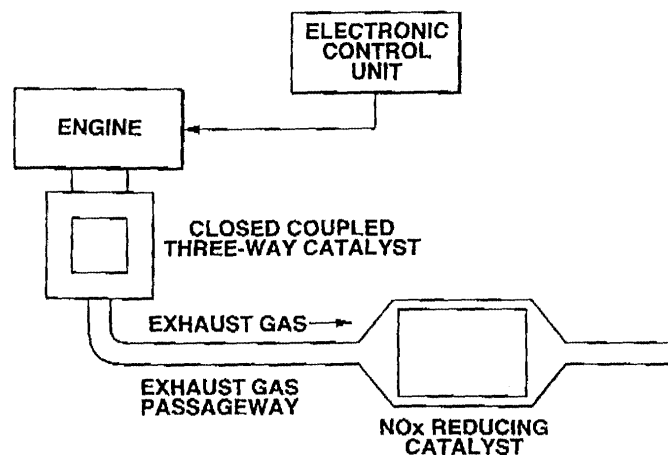 ELECTRONIC
CONTROL
UNIT
ENGINE
CLOSED COUPLED
THREE-WAY CATALYST
EXHAUST GAS
EXHAUST GAS
PASSAGEWAY
NOx REDUCING
CATALYST